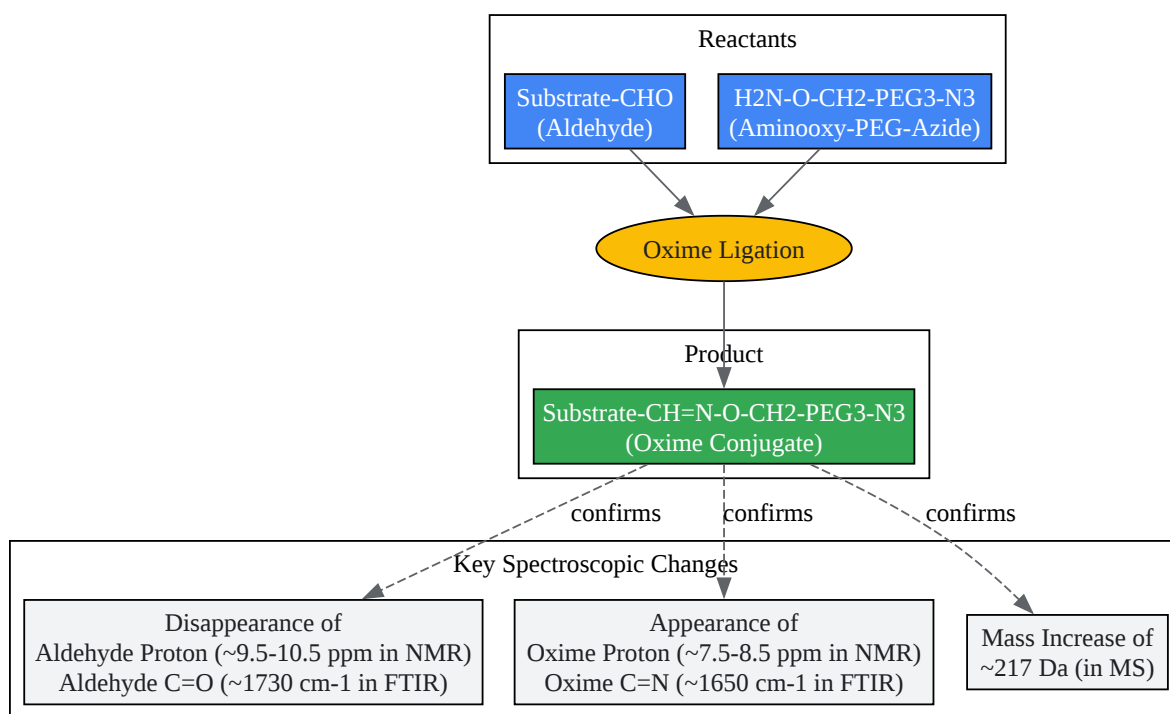 Reactants
Substrate-CHO
(Aldehyde)
H2N-O-CH2-PEG3-N3
(Aminooxy-PEG-Azide)
Oxime Ligation
Product
Substrate-CH=N-O-CH2-PEG3-N3
(Oxime Conjugate)
confirms
confirms
confirms
Key Spectroscopic Changes
Disappearance of
Aldehyde Proton (~9.5-10.5 ppm in NMR)
Aldehyde C=O (~1730 cm-1 in FTIR)
Appearance of
Oxime Proton (~7.5-8.5 ppm in NMR)
Oxime C=N (~1650 cm-1 in FTIR)
Mass Increase of
~217 Da (in MS)